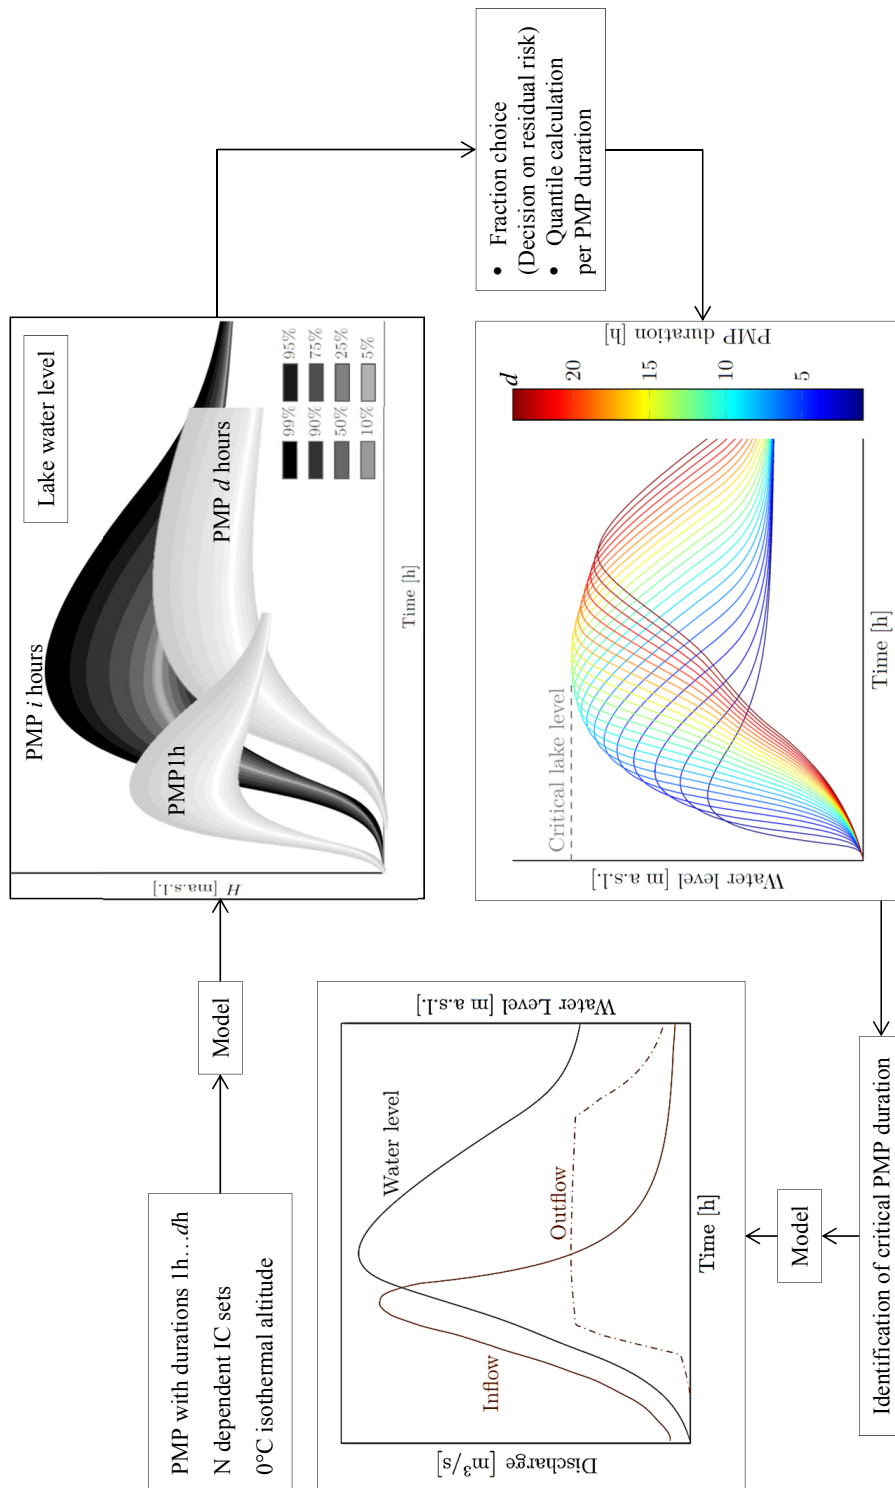 PMP with durations 1h…dh
N dependent IC sets
0°C isothermal altitude
Model
H [ma.s.l.]
Lake water level
PMP i hours
PMP1h
PMP d hours
99%
95%
90%
75%
50%
25%
10%
5%
Time [h]
• Fraction choice
(Decision on residual risk)
• Quantile calculation
per PMP duration
Water level [m a.s.l.]
Critical lake level
Time [h]
d
20
15
10
5
PMP duration [h]
Identification of critical PMP duration
Model
Discharge [m³/s]
Inflow
Outflow
Water level
Water Level [m a.s.l.]
Time [h]